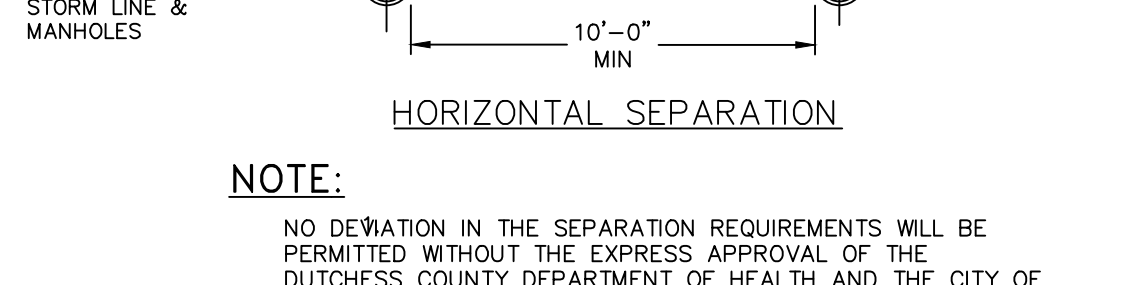 STORM LINE &
MANHOLES
10'-0"
MIN
HORIZONTAL SEPARATION
NOTE:
NO DEVIATION IN THE SEPARATION REQUIREMENTS WILL BE
PERMITTED WITHOUT THE EXPRESS APPROVAL OF THE
DUTCHESS COUNTY DEPARTMENT OF HEALTH AND THE CITY OF